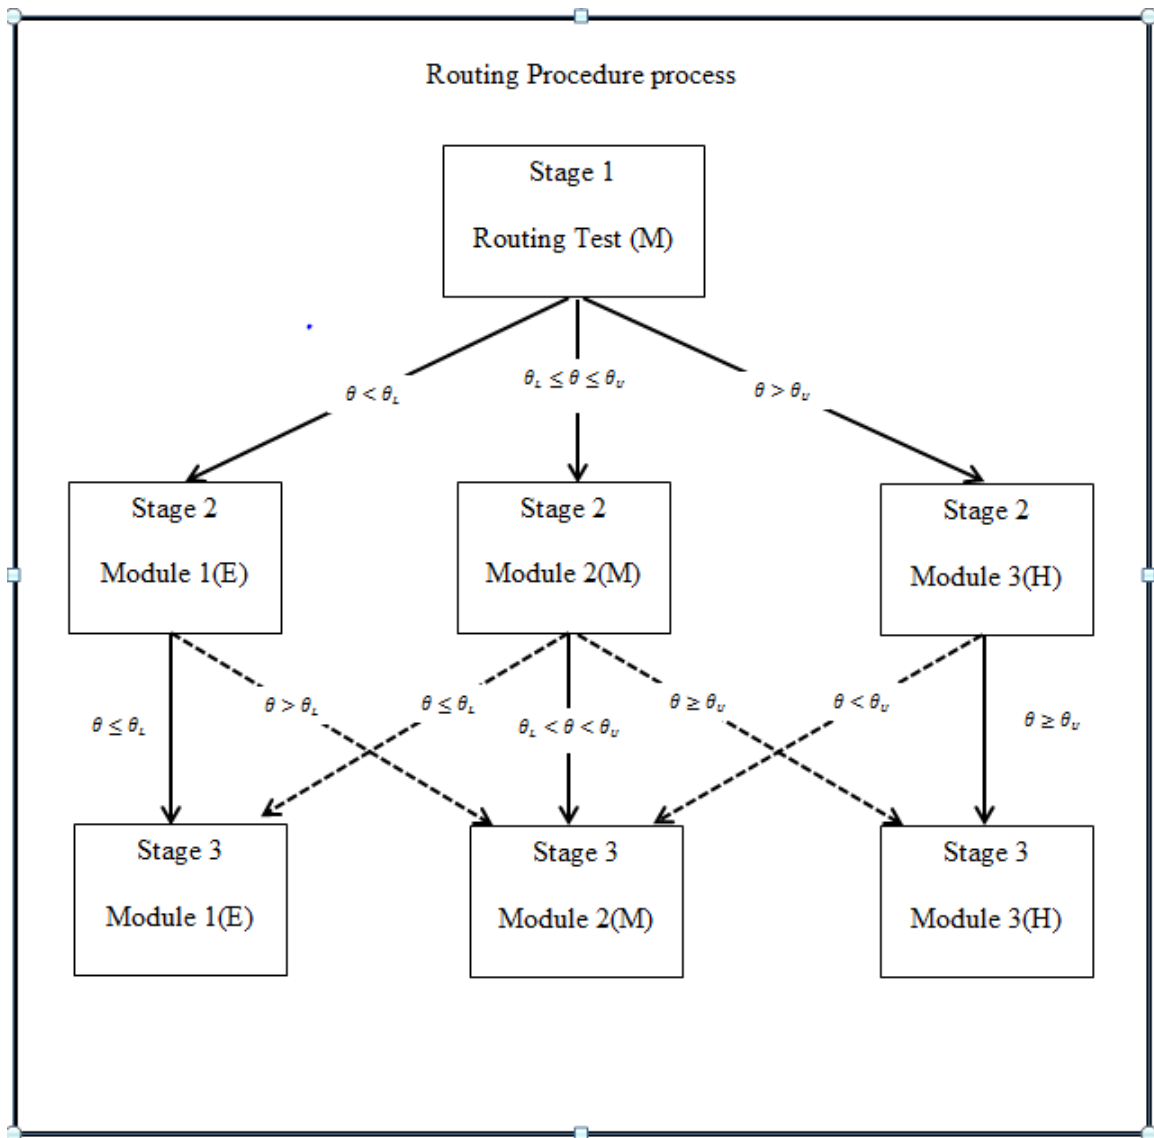 Routing Procedure process
Stage 1
Routing Test (M)
θ < θ_L
θ_L ≤ θ ≤ θ_U
θ > θ_U
Stage 2
Module 1(E)
Stage 2
Module 2(M)
Stage 2
Module 3(H)
θ ≤ θ_L
θ > θ_L
θ ≤ θ_L
θ_L < θ < θ_U
θ ≥ θ_U
θ < θ_U
θ ≥ θ_U
Stage 3
Module 1(E)
Stage 3
Module 2(M)
Stage 3
Module 3(H)